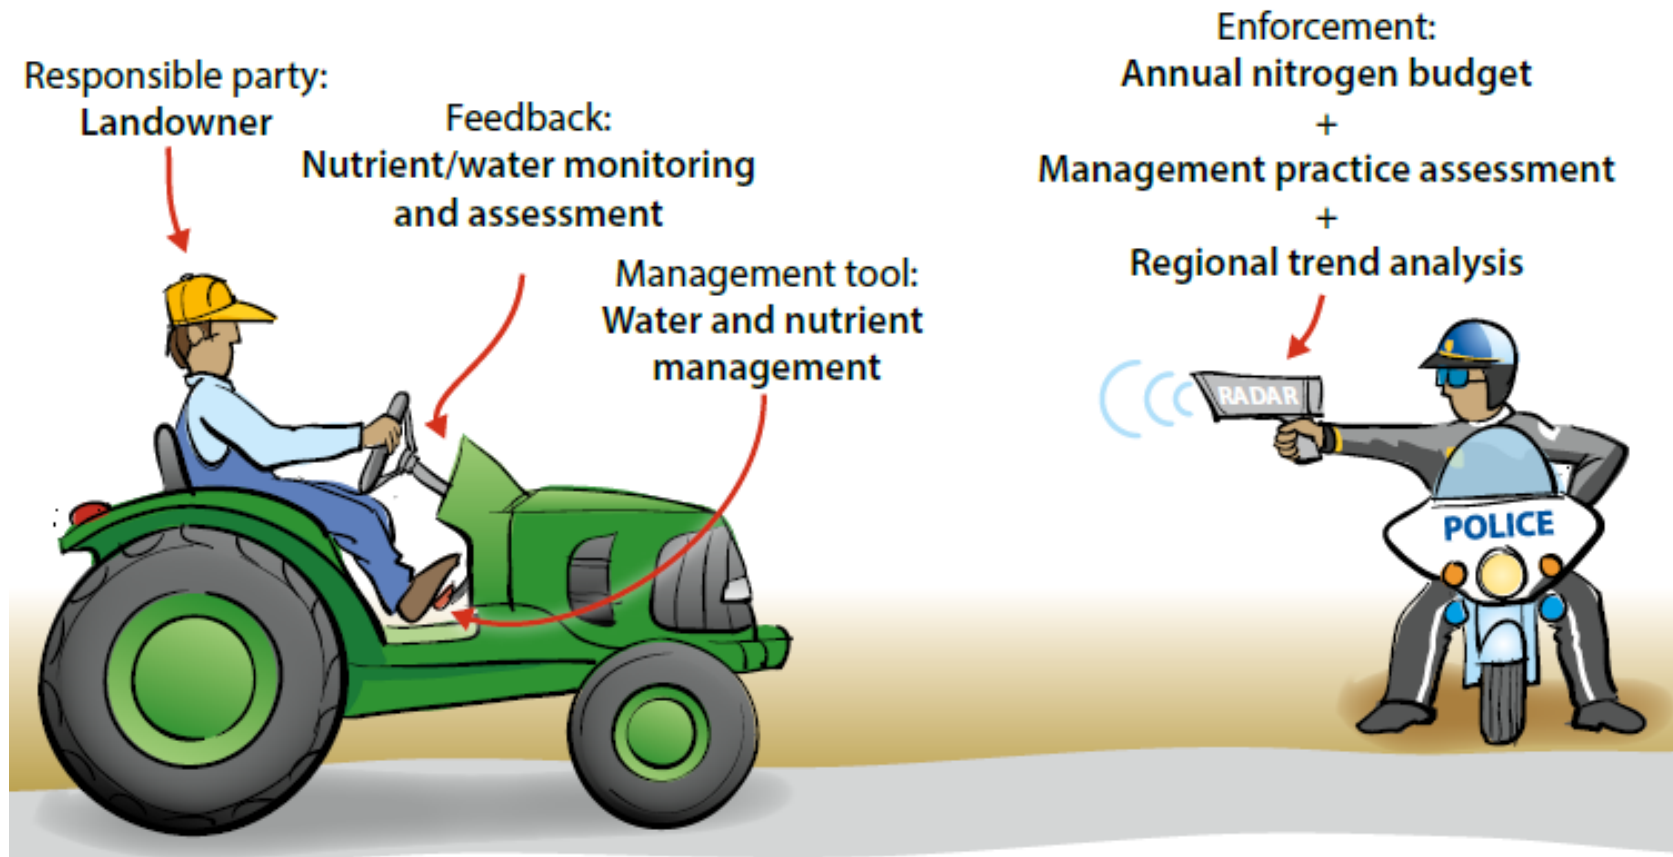 Responsible party:
Landowner
Feedback:
Nutrient/water monitoring
and assessment
Management tool:
Water and nutrient
management
Enforcement:
Annual nitrogen budget
+
Management practice assessment
+
Regional trend analysis
RADAR
POLICE